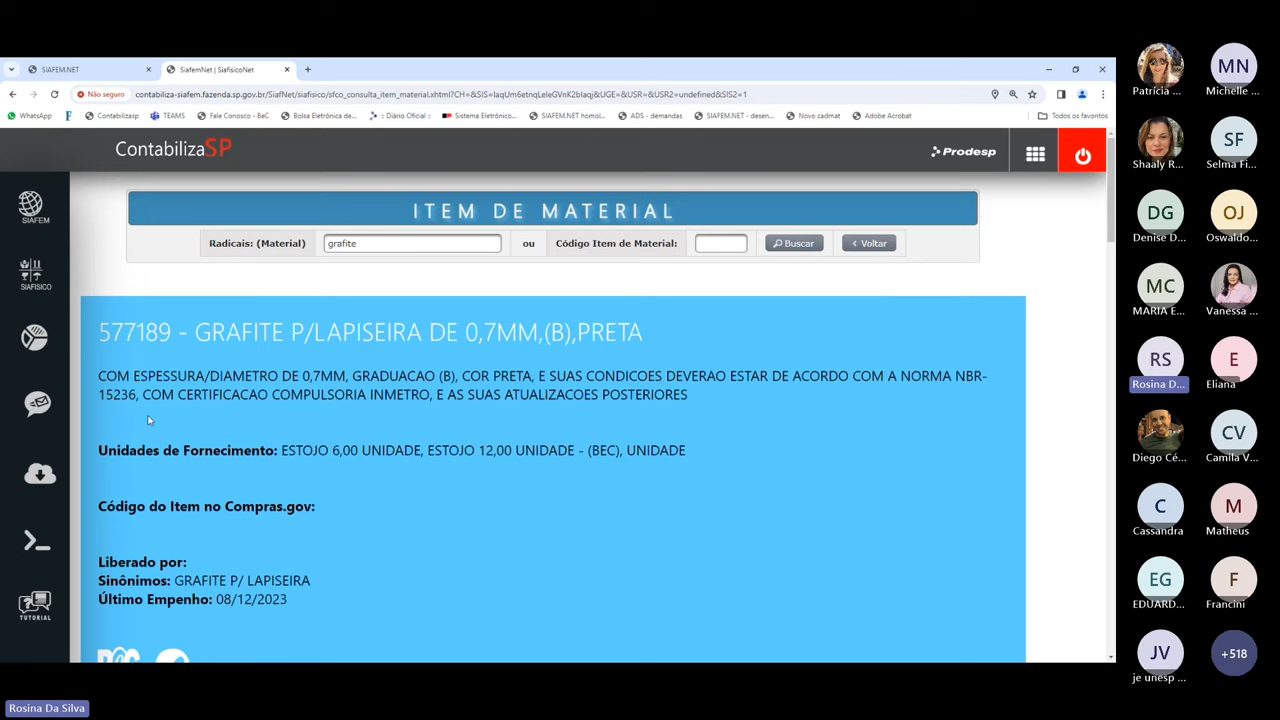 SIAFEM.NET
SiafemNet | SiafisicoNet
Não seguro
contabiliza-siafem.fazenda.sp.gov.br/SiafNet/siafisico/sfco_consulta_item_material.xhtml?CH=&SIS=IaqUm6etnqLeIeGVnK2bIaqj&UGE=&USR=&USR2=undefined&SIS2=1
WhatsApp
Contabilizasp
TEAMS
Fale Conosco - BeC
Bolsa Eletrônica de...
: Diário Oficial :
Sistema Eletrônico...
SIAFEM.NET homol...
ADS - demandas
SIAFEM.NET - desen...
Novo cadmat
Adobe Acrobat
Todos os favoritos
ContabilizaSP
Prodesp
SIAFEM
SIAFISICO
TUTORIAL
ITEM DE MATERIAL
Radicais: (Material) grafite ou Código Item de Material: Buscar Voltar
577189 - GRAFITE P/LAPISEIRA DE 0,7MM,(B),PRETA
COM ESPESSURA/DIAMETRO DE 0,7MM, GRADUACAO (B), COR PRETA, E SUAS CONDICOES DEVERAO ESTAR DE ACORDO COM A NORMA NBR-
15236, COM CERTIFICACAO COMPULSORIA INMETRO, E AS SUAS ATUALIZACOES POSTERIORES
Unidades de Fornecimento: ESTOJO 6,00 UNIDADE, ESTOJO 12,00 UNIDADE - (BEC), UNIDADE
Código do Item no Compras.gov:
Liberado por:
Sinônimos: GRAFITE P/ LAPISEIRA
Último Empenho: 08/12/2023
Patrícia ...
MN
Michelle ...
Shaaly R...
SF
Selma Fi...
DG
Denise D...
OJ
Oswaldo...
MC
MARIA E...
Vanessa ...
RS
Rosina D...
E
Eliana
Diego Cé...
CV
Camila V...
C
Cassandra
M
Matheus
EG
EDUARD...
F
Francini
JV
je unesp ...
+518
Rosina Da Silva